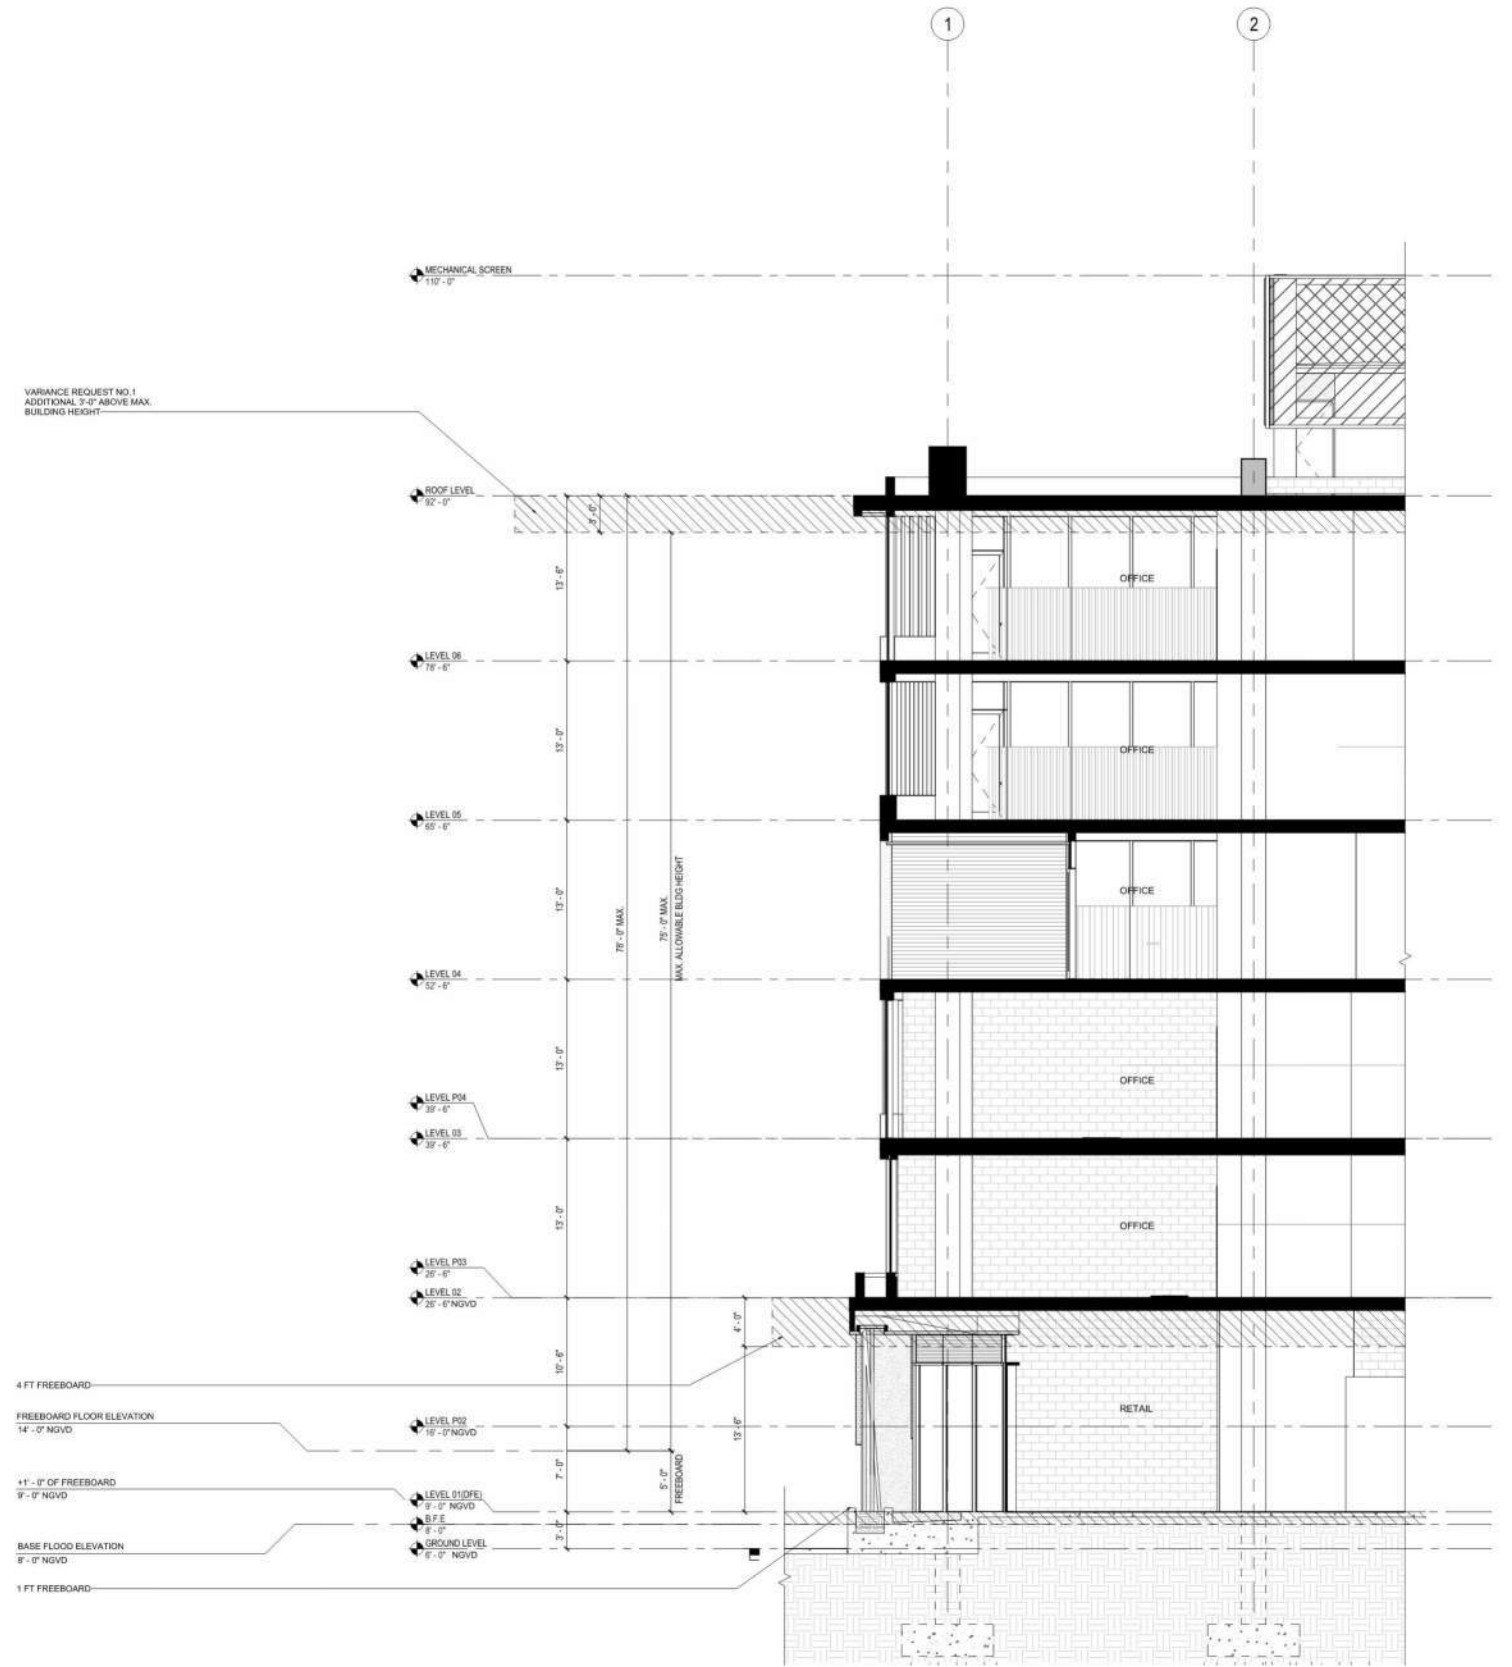 1
2
MECHANICAL SCREEN
110' - 0"
VARIANCE REQUEST NO.1
ADDITIONAL 3'-0" ABOVE MAX.
BUILDING HEIGHT
ROOF LEVEL
92' - 0"
3' - 0"
13' - 6"
OFFICE
LEVEL 06
78' - 6"
13' - 0"
OFFICE
LEVEL 05
65' - 6"
13' - 0"
OFFICE
78' - 0" MAX.
75' - 0" MAX.
MAX. ALLOWABLE BLDG HEIGHT
LEVEL 04
52' - 6"
13' - 0"
OFFICE
LEVEL P04
39' - 6"
LEVEL 03
39' - 6"
13' - 0"
OFFICE
LEVEL P03
26' - 6"
LEVEL 02
26' - 6" NGVD
4' - 0"
10' - 6"
4 FT FREEBOARD
FREEBOARD FLOOR ELEVATION
14' - 0" NGVD
LEVEL P02
16' - 0" NGVD
13' - 6"
RETAIL
7' - 0"
5' - 0"
FREEBOARD
+1' - 0" OF FREEBOARD
9' - 0" NGVD
LEVEL 01(DFE)
9' - 0" NGVD
B.F.E
8' - 0"
3' - 0"
GROUND LEVEL
6' - 0" NGVD
BASE FLOOD ELEVATION
8' - 0" NGVD
1 FT FREEBOARD